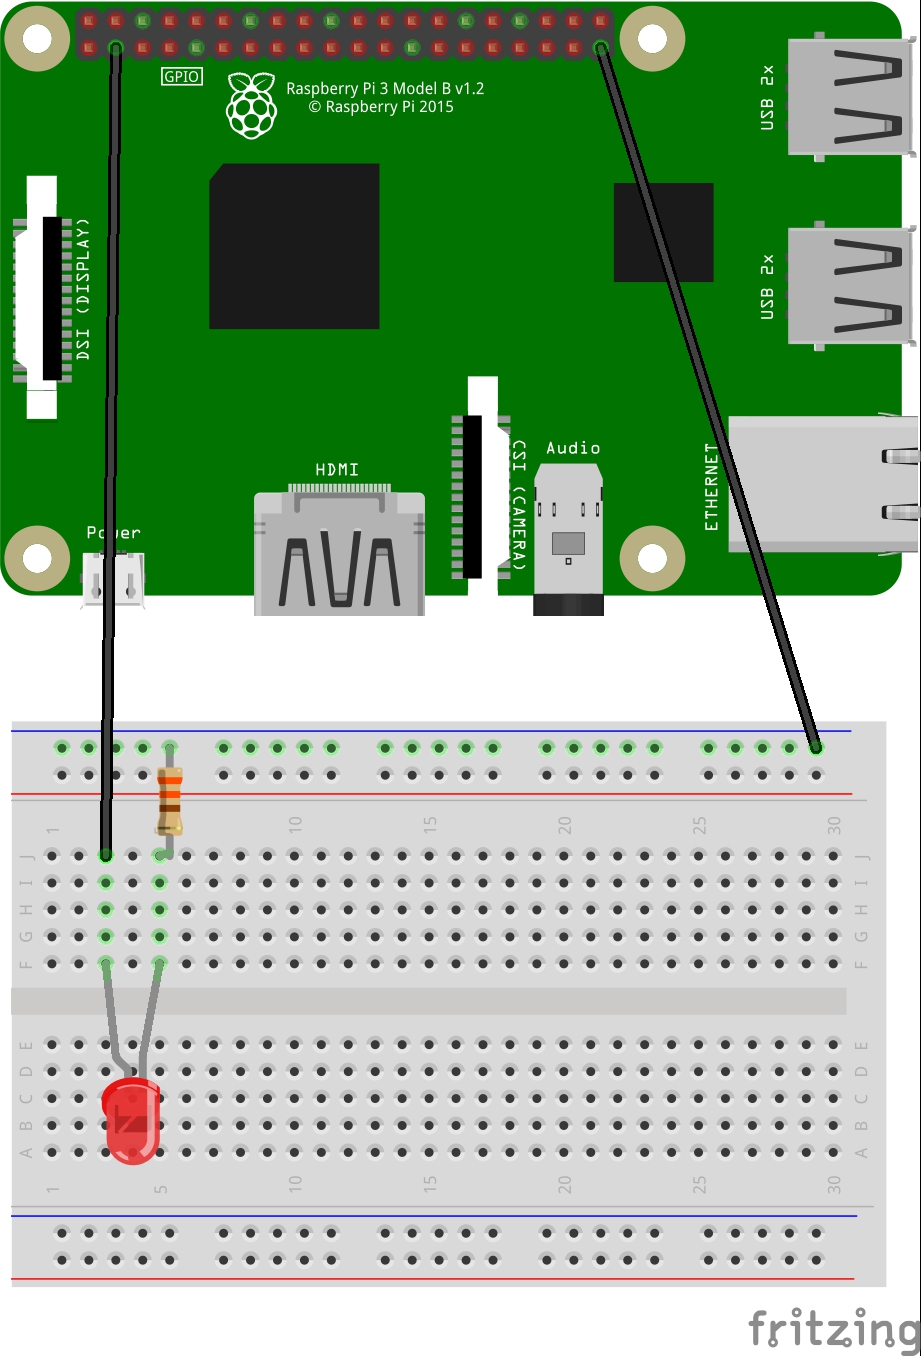 GPIO
Raspberry Pi 3 Model B v1.2
© Raspberry Pi 2015
USB 2x
DSI (DISPLAY)
USB 2x
HDMI
CSI (CAMERA)
Audio
ETHERNET
Power
1 10 15 20 25 30
J J
I I
H H
G G
F F
E E
D D
C C
B B
A A
1 5 10 15 20 25 30
fritzing